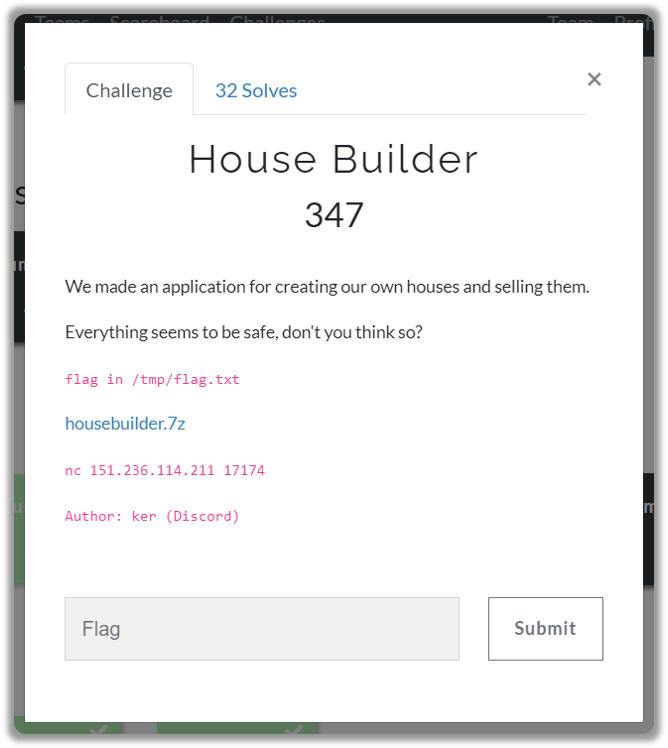 Teams Scoreboard Challenges Team
Challenge
32 Solves
×
House Builder
347
We made an application for creating our own houses and selling them.
Everything seems to be safe, don't you think so?
flag in /tmp/flag.txt
housebuilder.7z
nc 151.236.114.211 17174
Author: ker (Discord)
Flag
Submit